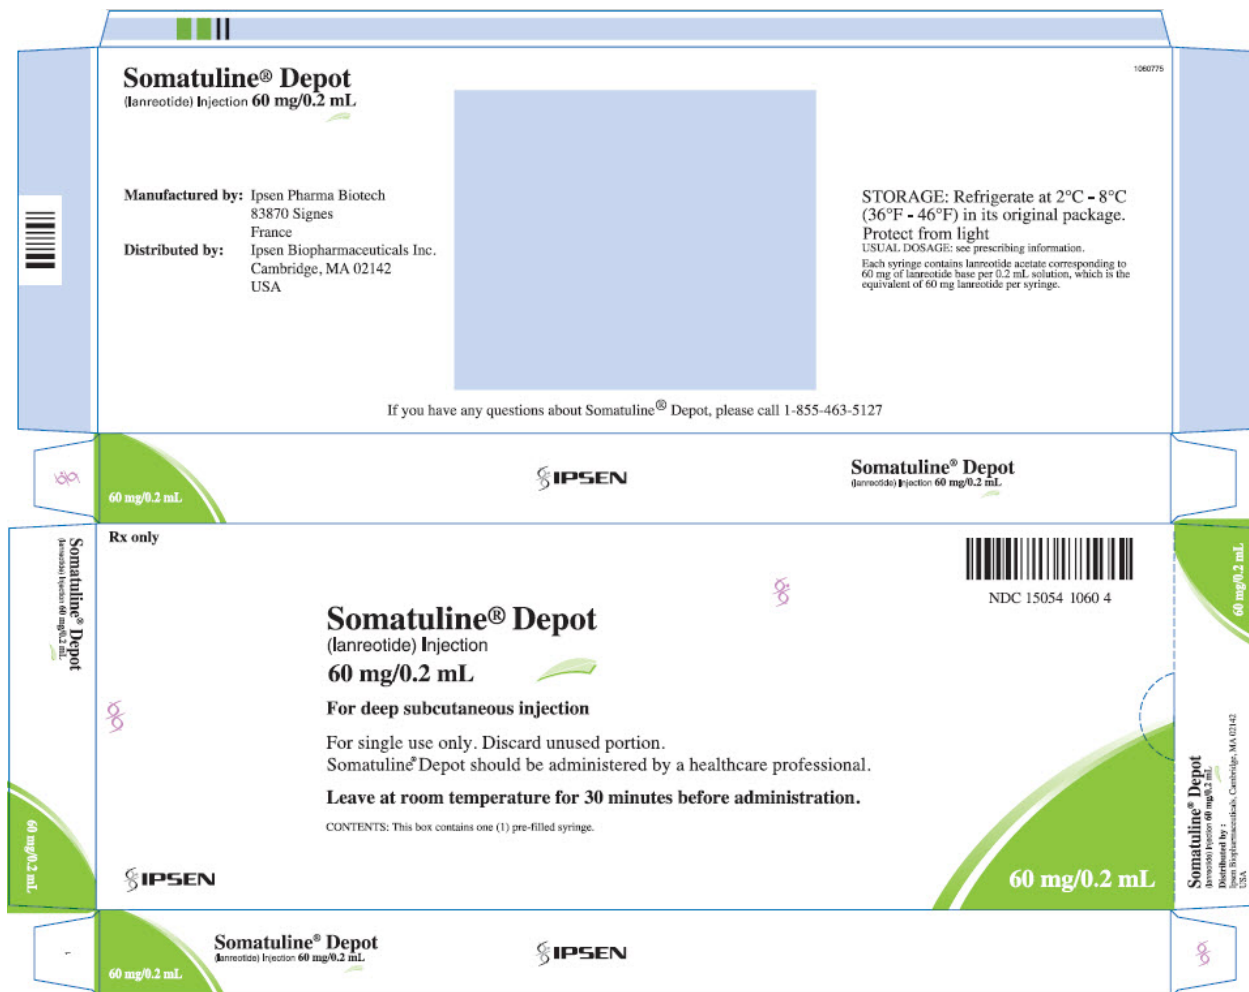 Somatuline® Depot
(lanreotide) Injection 60 mg/0.2 mL
1060775
Manufactured by: Ipsen Pharma Biotech
83870 Signes
France
Distributed by: Ipsen Biopharmaceuticals Inc.
Cambridge, MA 02142
USA
STORAGE: Refrigerate at 2°C - 8°C
(36°F - 46°F) in its original package.
Protect from light
USUAL DOSAGE: see prescribing information.
Each syringe contains lanreotide acetate corresponding to
60 mg of lanreotide base per 0.2 mL solution, which is the
equivalent of 60 mg lanreotide per syringe.
If you have any questions about Somatuline® Depot, please call 1-855-463-5127
60 mg/0.2 mL
IPSEN
Somatuline® Depot
(lanreotide) Injection 60 mg/0.2 mL
Somatuline® Depot
(lanreotide) Injection 60 mg/0.2 mL
60 mg/0.2 mL
Rx only
NDC 15054 1060 4
Somatuline® Depot
(lanreotide) Injection
60 mg/0.2 mL
For deep subcutaneous injection
For single use only. Discard unused portion.
Somatuline® Depot should be administered by a healthcare professional.
Leave at room temperature for 30 minutes before administration.
CONTENTS: This box contains one (1) pre-filled syringe.
IPSEN
60 mg/0.2 mL
60 mg/0.2 mL
Somatuline® Depot
(lanreotide) Injection 60 mg/0.2 mL
Distributed by :
Ipsen Biopharmaceuticals, Cambridge, MA 02142
USA
60 mg/0.2 mL
Somatuline® Depot
(lanreotide) Injection 60 mg/0.2 mL
IPSEN